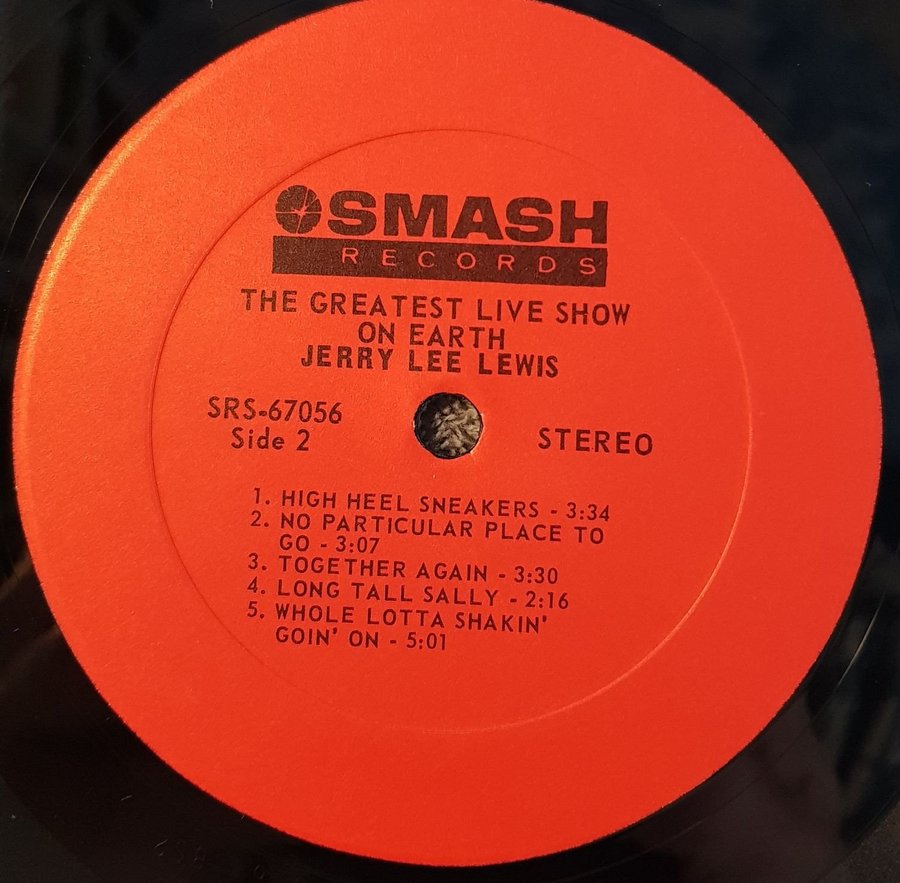 SMASH
RECORDS
THE GREATEST LIVE SHOW
ON EARTH
JERRY LEE LEWIS
SRS-67056
Side 2
STEREO
1. HIGH HEEL SNEAKERS - 3:34
2. NO PARTICULAR PLACE TO
GO - 3:07
3. TOGETHER AGAIN - 3:30
4. LONG TALL SALLY - 2:16
5. WHOLE LOTTA SHAKIN'
GOIN' ON - 5:01